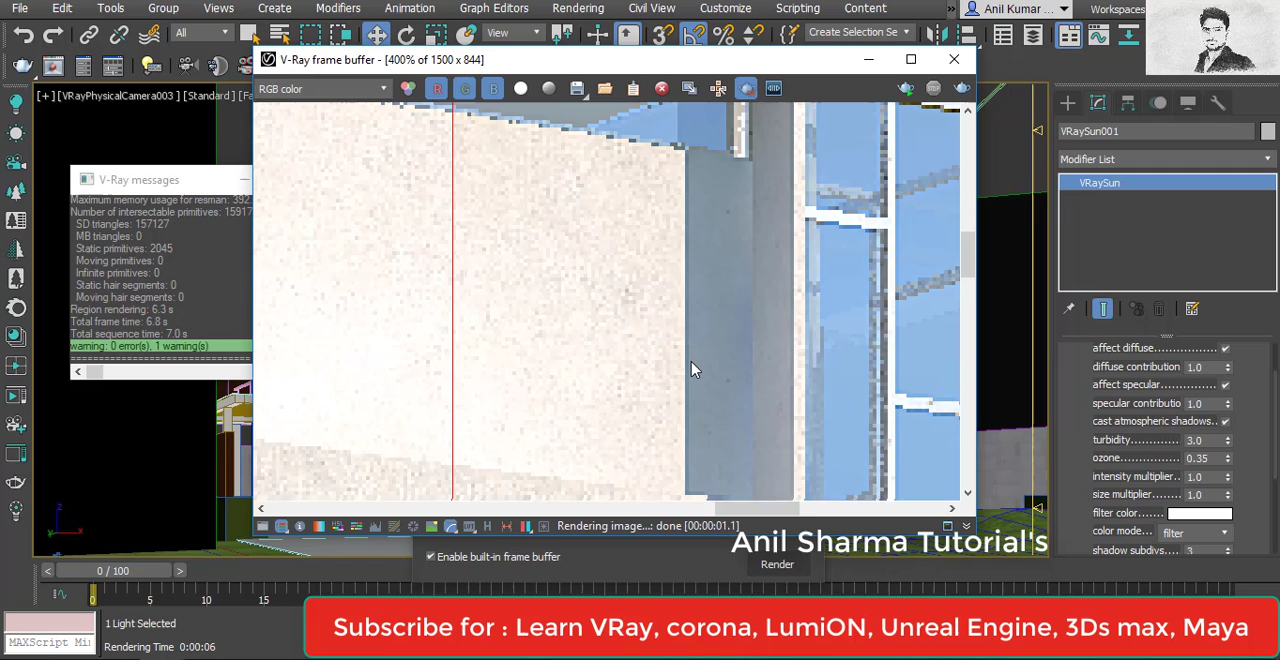 File Edit Tools Group Views Create Modifiers Animation Graph Editors Rendering Civil View Customize Scripting Content » Anil Kumar ... Workspaces
All View Create Selection Se
V-Ray frame buffer - [400% of 1500 x 844]
RGB color R G B
[+] [VRayPhysicalCamera003 ] [Standard ] [Fa
V-Ray messages
Maximum memory usage for resman: 392.
Number of intersectable primitives: 15917
SD triangles: 157127
MB triangles: 0
Static primitives: 2045
Moving primitives: 0
Infinite primitives: 0
Static hair segments: 0
Moving hair segments: 0
Region rendering: 6.3 s
Total frame time: 6.8 s
Total sequence time: 7.0 s
warning: 0 error(s), 1 warning(s)
========================
VRaySun001
Modifier List
VRaySun
affect diffuse
diffuse contribution 1.0
affect specular
specular contributio 1.0
cast atmospheric shadows
turbidity 3.0
ozone 0.35
intensity multiplier 1.0
size multiplier 1.0
filter color
color mode filter
shadow subdivs 3
Rendering image...: done [00:00:01.1]
Anil Sharma Tutorial's
Enable built-in frame buffer
Render
0 / 100
0 5 10 15
1 Light Selected
MAXScript Mi
Rendering Time 0:00:06
Subscribe for : Learn VRay, corona, LumiON, Unreal Engine, 3Ds max, Maya